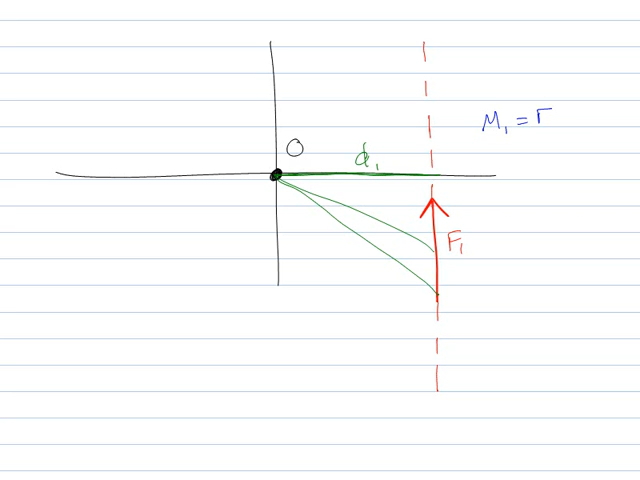 O
d₁
M₁ = F
F₁